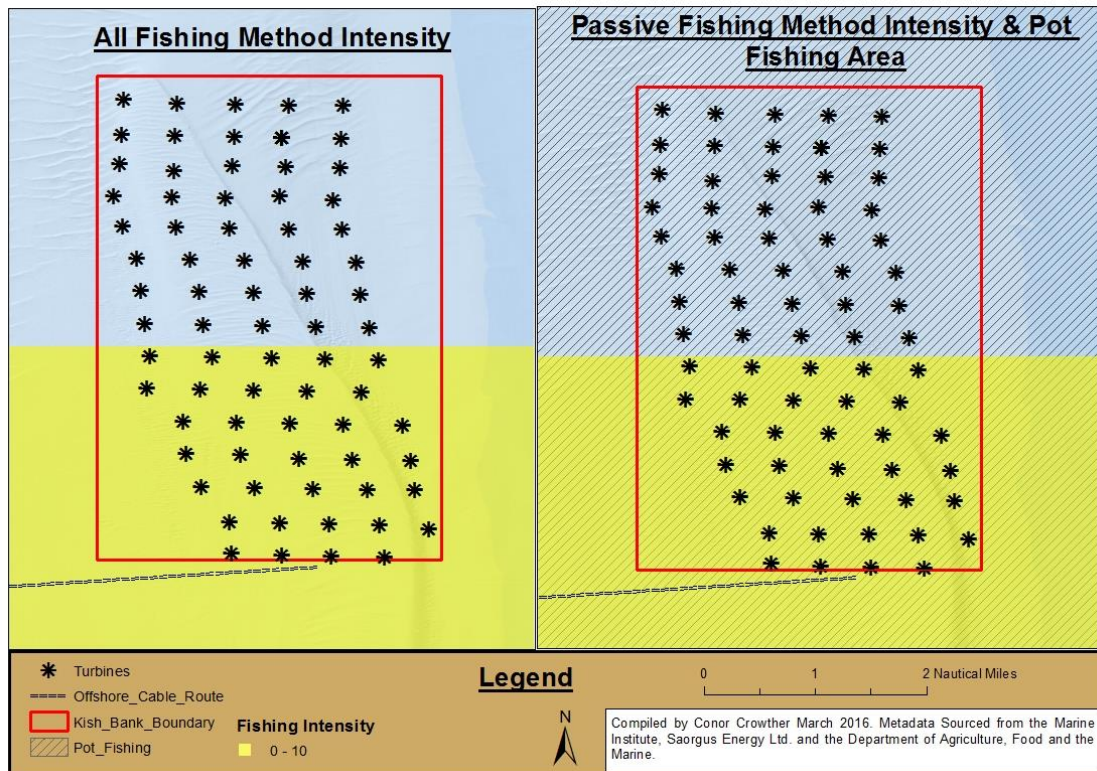 All Fishing Method Intensity
Passive Fishing Method Intensity & Pot
Fishing Area
Turbines
Offshore_Cable_Route
Kish_Bank_Boundary
Pot_Fishing
Fishing Intensity
0 - 10
Legend
N
0 1 2 Nautical Miles
Compiled by Conor Crowther March 2016. Metadata Sourced from the Marine
Institute, Saorgus Energy Ltd. and the Department of Agriculture, Food and the
Marine.